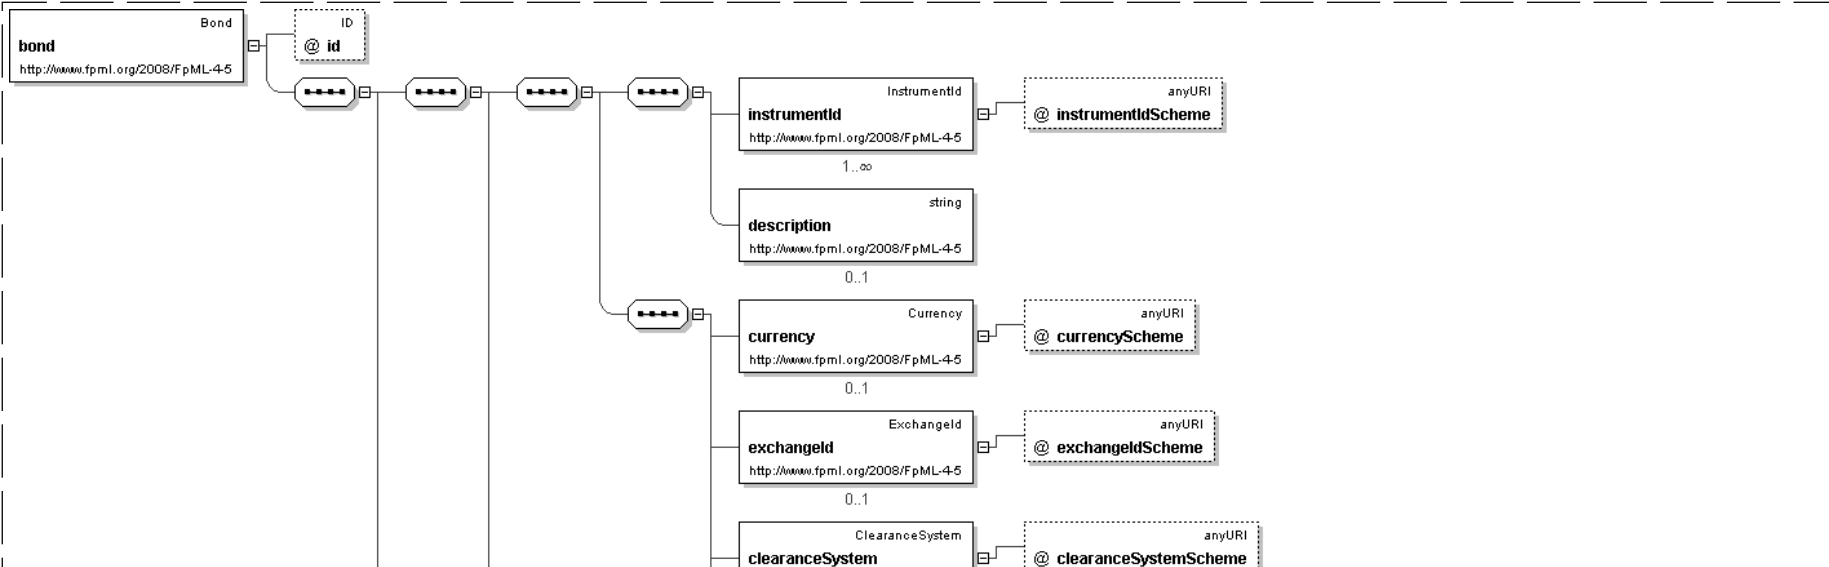 Bond
bond
http://www.fpml.org/2008/FpML-4-5
ID
@ id
InstrumentId
instrumentId
http://www.fpml.org/2008/FpML-4-5
1..∞
anyURI
@ instrumentIdScheme
string
description
http://www.fpml.org/2008/FpML-4-5
0..1
Currency
currency
http://www.fpml.org/2008/FpML-4-5
0..1
anyURI
@ currencyScheme
ExchangeId
exchangeId
http://www.fpml.org/2008/FpML-4-5
0..1
anyURI
@ exchangeIdScheme
ClearanceSystem
clearanceSystem
anyURI
@ clearanceSystemScheme